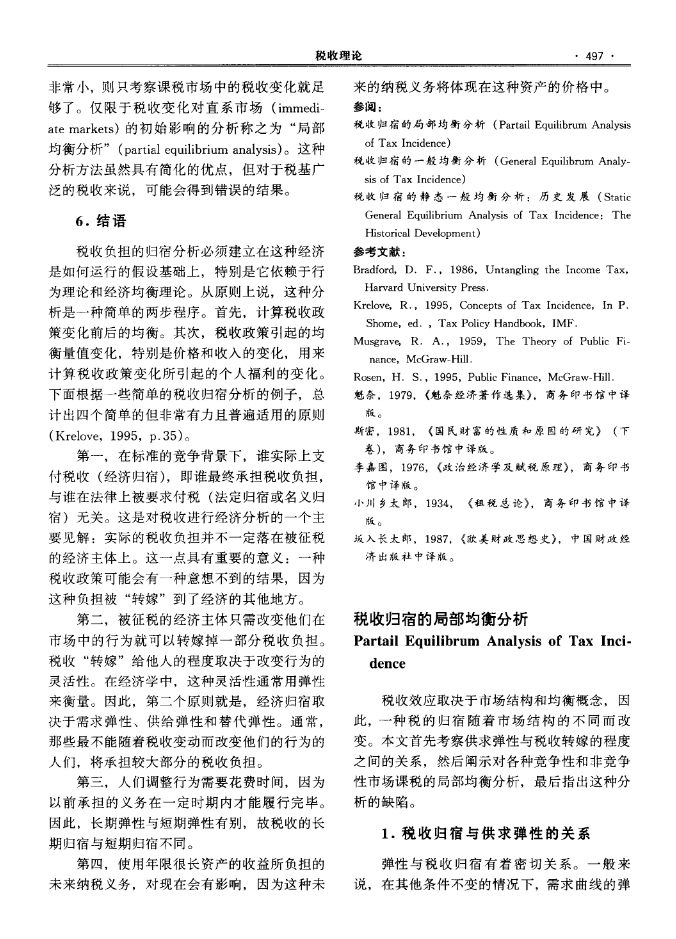 税收理论
· 497 ·
非常小，则只考察课税市场中的税收变化就足
够了。仅限于税收变化对直系市场（immedi-
ate markets）的初始影响的分析称之为“局部
均衡分析”（partial equilibrium analysis）。这种
分析方法虽然具有简化的优点，但对于税基广
泛的税收来说，可能会得到错误的结果。
6．结语
税收负担的归宿分析必须建立在这种经济
是如何运行的假设基础上，特别是它依赖于行
为理论和经济均衡理论。从原则上说，这种分
析是一种简单的两步程序。首先，计算税收政
策变化前后的均衡。其次，税收政策引起的均
衡量值变化，特别是价格和收入的变化，用来
计算税收政策变化所引起的个人福利的变化。
下面根据一些简单的税收归宿分析的例子，总
计出四个简单的但非常有力且普遍适用的原则
（Krelove，1995，p.35）。
第一，在标准的竞争背景下，谁实际上支
付税收（经济归宿），即谁最终承担税收负担，
与谁在法律上被要求付税（法定归宿或名义归
宿）无关。这是对税收进行经济分析的一个主
要见解：实际的税收负担并不一定落在被征税
的经济主体上。这一点具有重要的意义：一种
税收政策可能会有一种意想不到的结果，因为
这种负担被“转嫁”到了经济的其他地方。
第二，被征税的经济主体只需改变他们在
市场中的行为就可以转嫁掉一部分税收负担。
税收“转嫁”给他人的程度取决于改变行为的
灵活性。在经济学中，这种灵活性通常用弹性
来衡量。因此，第二个原则就是，经济归宿取
决于需求弹性、供给弹性和替代弹性。通常，
那些最不能随着税收变动而改变他们的行为的
人们，将承担较大部分的税收负担。
第三，人们调整行为需要花费时间，因为
以前承担的义务在一定时期内才能履行完毕。
因此，长期弹性与短期弹性有别，故税收的长
期归宿与短期归宿不同。
第四，使用年限很长资产的收益所负担的
未来纳税义务，对现在会有影响，因为这种未
来的纳税义务将体现在这种资产的价格中。
参阅：
税收归宿的局部均衡分析（Partail Equilibrum Analysis
of Tax Incidence）
税收归宿的一般均衡分析（General Equilibrum Analy-
sis of Tax Incidence）
税收归宿的静态一般均衡分析：历史发展（Static
General Equilibrium Analysis of Tax Incidence：The
Historical Development）
参考文献：
Bradford，D．F．，1986，Untangling the Income Tax，
Harvard University Press．
Krelove，R．，1995，Concepts of Tax Incidence，In P．
Shome，ed．，Tax Policy Handbook，IMF．
Musgrave，R．A．，1959，The Theory of Public Fi-
nance，McGraw-Hill．
Rosen，H．S．，1995，Public Finance，McGraw-Hill．
魁奈，1979，《魁奈经济著作选集》，商务印书馆中译
版。
斯密，1981，《国民财富的性质和原因的研究》（下
卷），商务印书馆中译版。
李嘉图，1976，《政治经济学及赋税原理》，商务印书
馆中译版。
小川乡太郎，1934，《租税总论》，商务印书馆中译
版。
坂入长太郎，1987，《欧美财政思想史》，中国财政经
济出版社中译版。
税收归宿的局部均衡分析
Partail Equilibrum Analysis of Tax Inci-
dence
税收效应取决于市场结构和均衡概念，因
此，一种税的归宿随着市场结构的不同而改
变。本文首先考察供求弹性与税收转嫁的程度
之间的关系，然后阐示对各种竞争性和非竞争
性市场课税的局部均衡分析，最后指出这种分
析的缺陷。
1．税收归宿与供求弹性的关系
弹性与税收归宿有着密切关系。一般来
说，在其他条件不变的情况下，需求曲线的弹